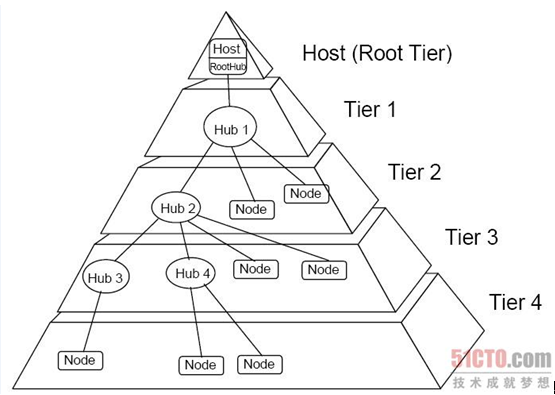 Host
RootHub
Host (Root Tier)
Hub 1
Tier 1
Node
Tier 2
Hub 2
Node
Tier 3
Hub 3
Hub 4
Node
Node
Tier 4
Node
Node
Node
51CTO.com
技术成就梦想